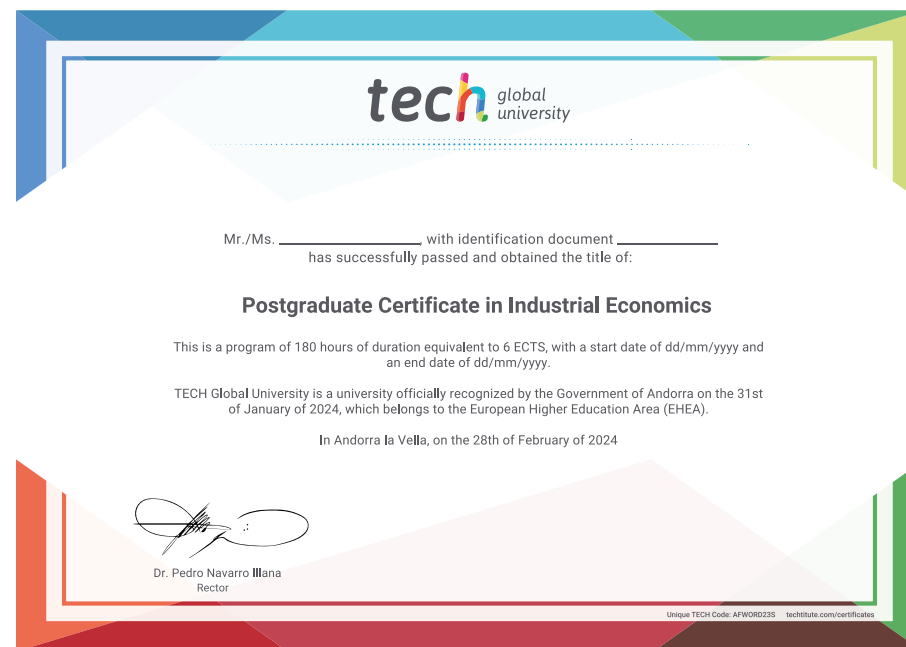 tech global
university
Mr./Ms. ____________________, with identification document ______________
has successfully passed and obtained the title of:
Postgraduate Certificate in Industrial Economics
This is a program of 180 hours of duration equivalent to 6 ECTS, with a start date of dd/mm/yyyy and
an end date of dd/mm/yyyy.
TECH Global University is a university officially recognized by the Government of Andorra on the 31st
of January of 2024, which belongs to the European Higher Education Area (EHEA).
In Andorra la Vella, on the 28th of February of 2024
Dr. Pedro Navarro Illana
Rector
Unique TECH Code: AFWORD23S techtitute.com/certificates